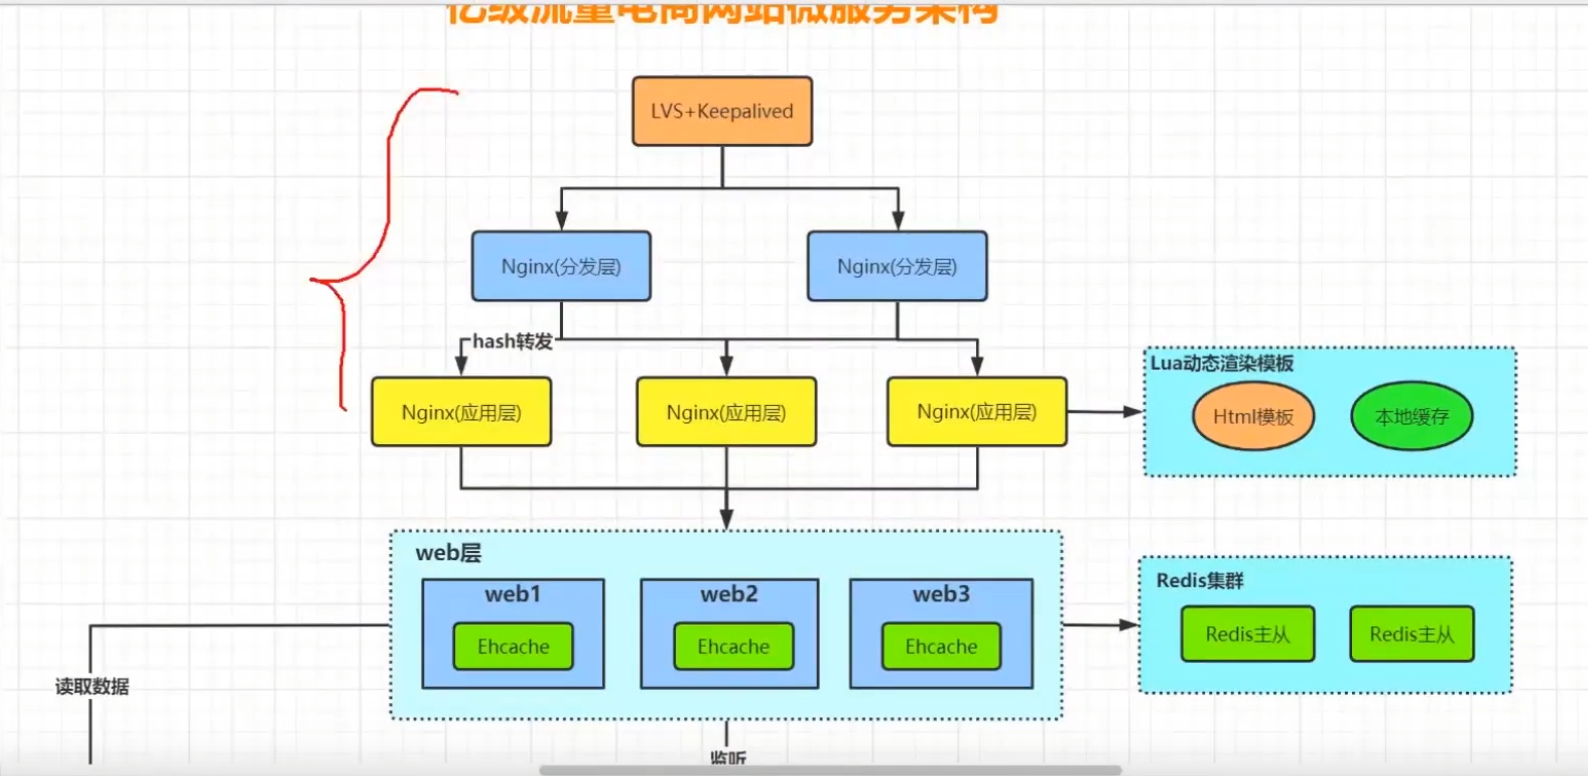 亿级流量电商网站微服务架构
LVS+Keepalived
Nginx(分发层)
Nginx(分发层)
hash转发
Nginx(应用层)
Nginx(应用层)
Nginx(应用层)
Lua动态渲染模板
Html模板
本地缓存
web层
web1
web2
web3
Ehcache
Ehcache
Ehcache
Redis集群
Redis主从
Redis主从
读取数据
监听